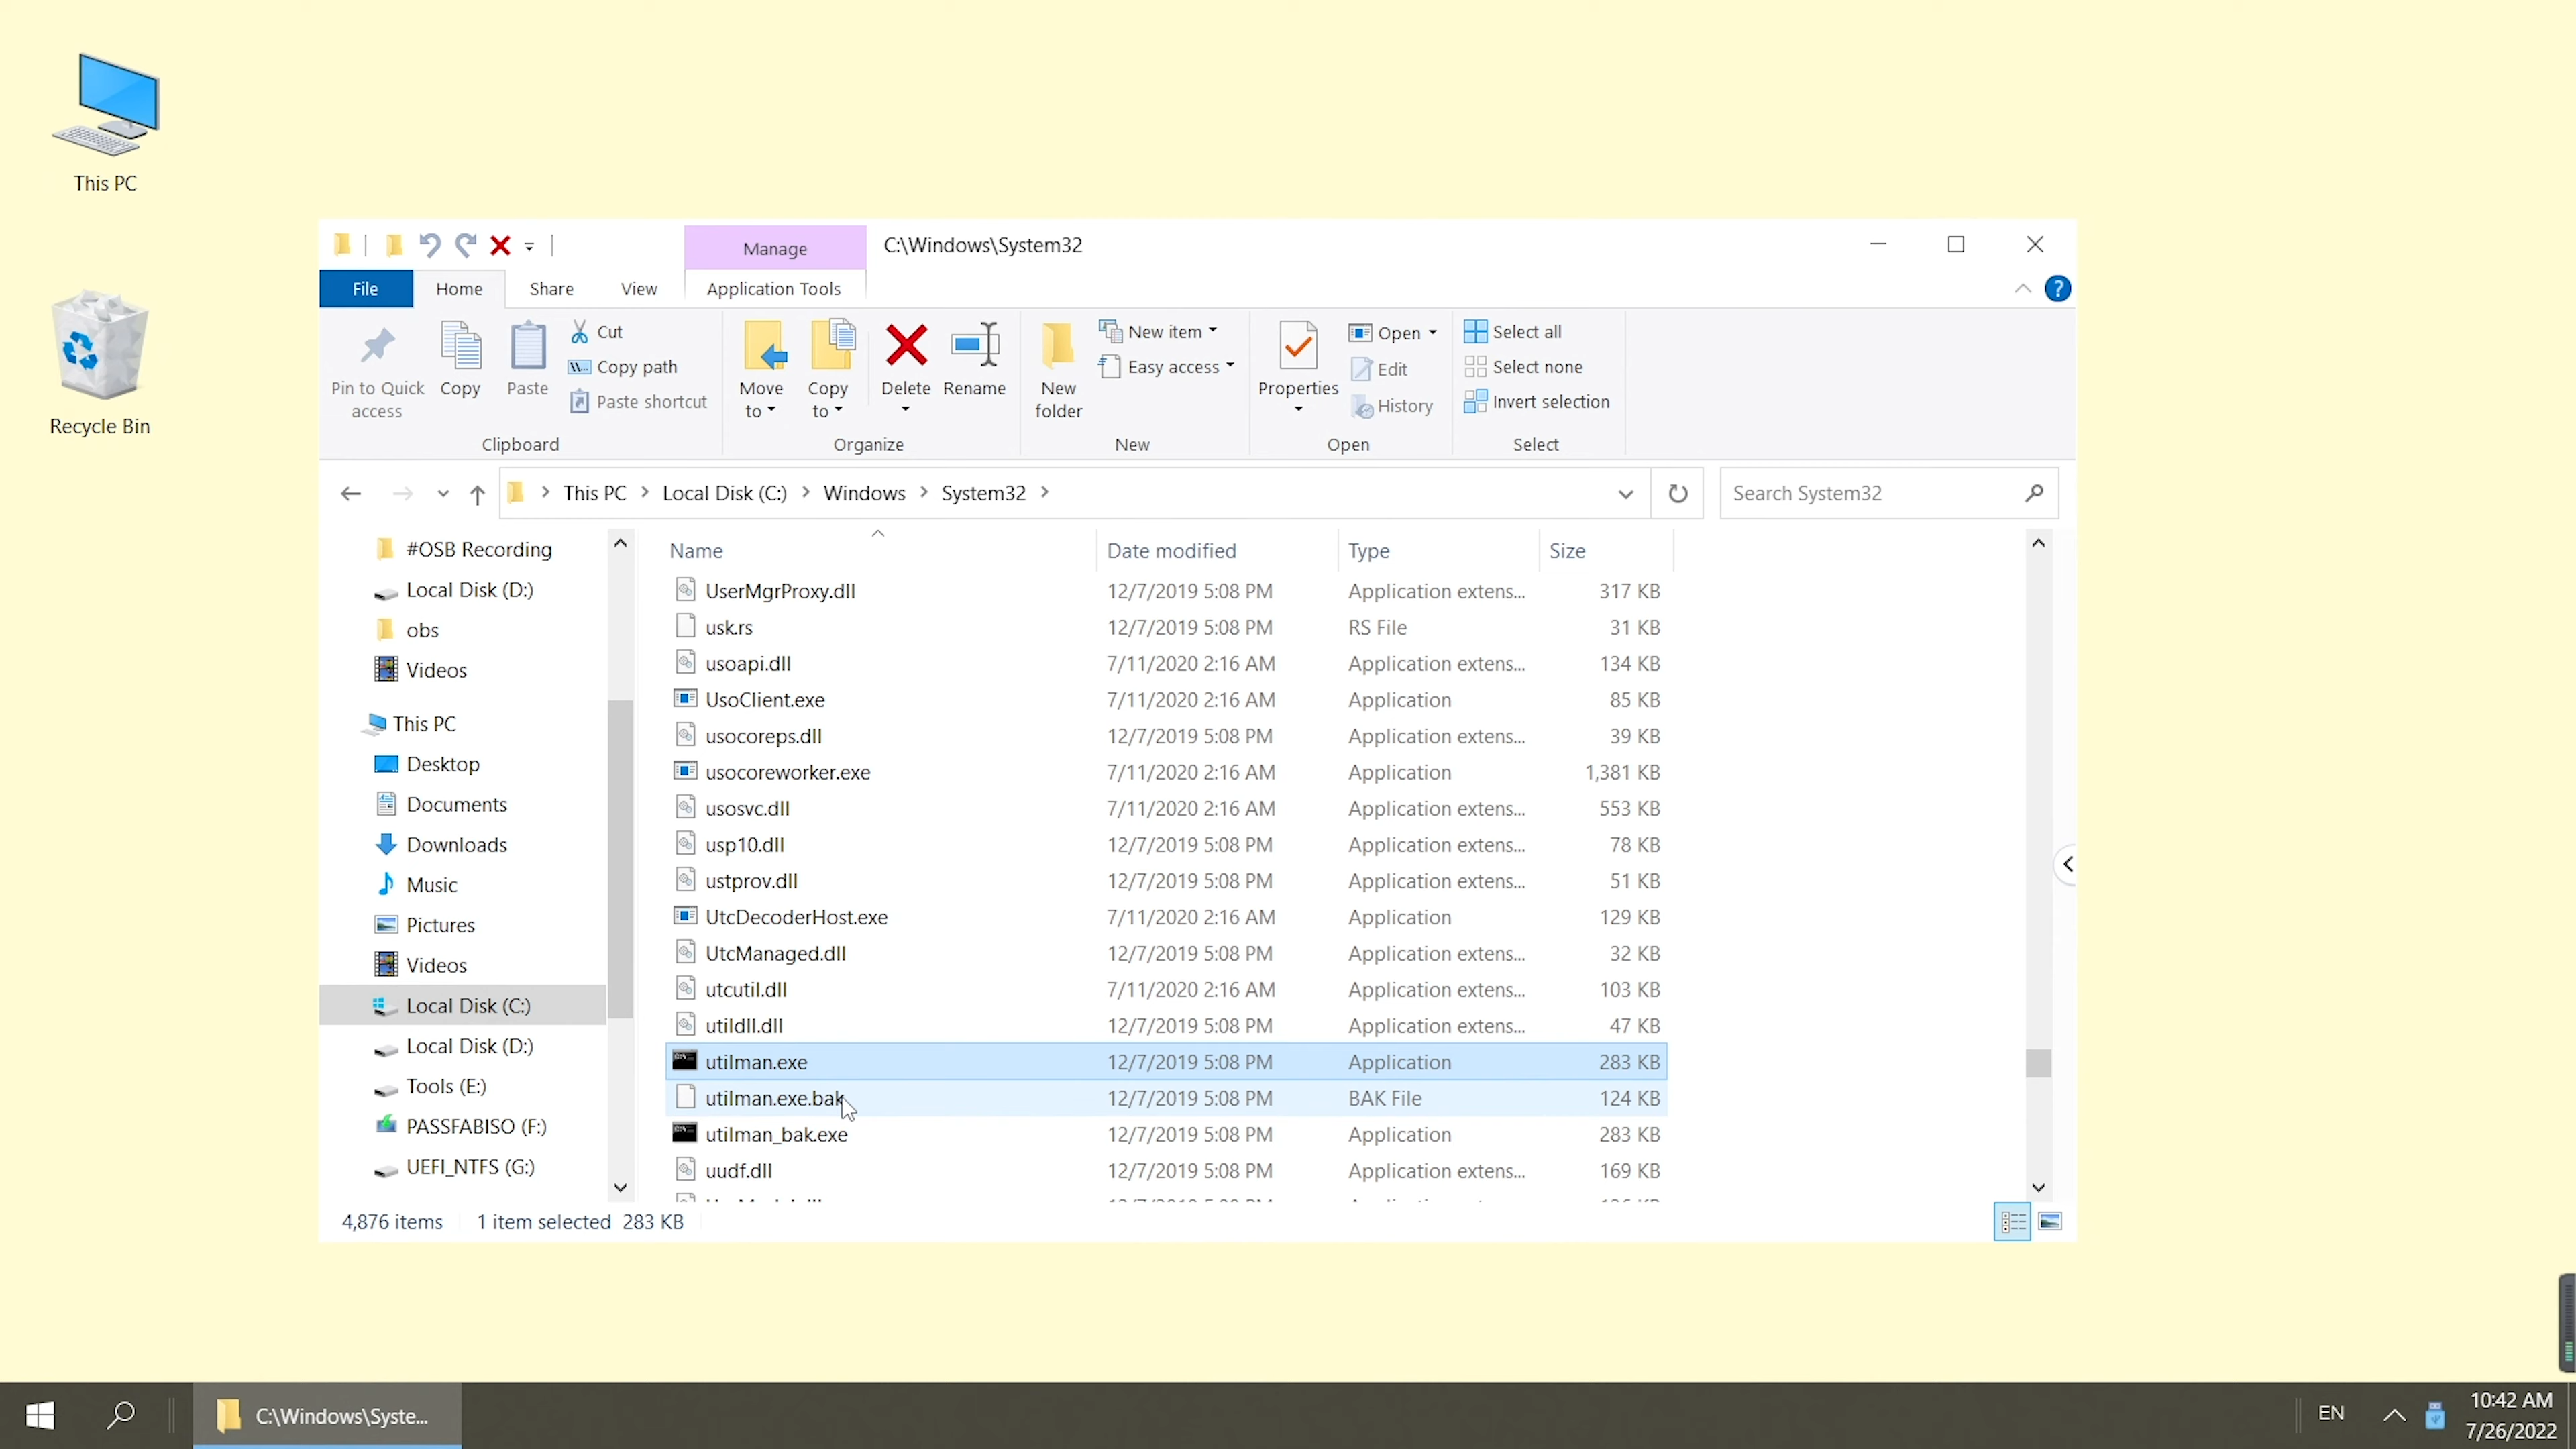 This PC
Recycle Bin
Manage
C:\Windows\System32
File
Home
Share
View
Application Tools
Pin to Quick access
Copy
Paste
Cut
Copy path
Paste shortcut
Clipboard
Move to
Copy to
Delete
Rename
Organize
New folder
New item
Easy access
New
Properties
Open
Edit
History
Open
Select all
Select none
Invert selection
Select
This PC
Local Disk (C:)
Windows
System32
Search System32
#OSB Recording
Local Disk (D:)
obs
Videos
This PC
Desktop
Documents
Downloads
Music
Pictures
Videos
Local Disk (C:)
Local Disk (D:)
Tools (E:)
PASSFABISO (F:)
UEFI_NTFS (G:)
Name Date modified Type Size
UserMgrProxy.dll 12/7/2019 5:08 PM Application extens... 317 KB
usk.rs 12/7/2019 5:08 PM RS File 31 KB
usoapi.dll 7/11/2020 2:16 AM Application extens... 134 KB
UsoClient.exe 7/11/2020 2:16 AM Application 85 KB
usocoreps.dll 12/7/2019 5:08 PM Application extens... 39 KB
usocoreworker.exe 7/11/2020 2:16 AM Application 1,381 KB
usosvc.dll 7/11/2020 2:16 AM Application extens... 553 KB
usp10.dll 12/7/2019 5:08 PM Application extens... 78 KB
ustprov.dll 12/7/2019 5:08 PM Application extens... 51 KB
UtcDecoderHost.exe 7/11/2020 2:16 AM Application 129 KB
UtcManaged.dll 12/7/2019 5:08 PM Application extens... 32 KB
utcutil.dll 7/11/2020 2:16 AM Application extens... 103 KB
utildll.dll 12/7/2019 5:08 PM Application extens... 47 KB
utilman.exe 12/7/2019 5:08 PM Application 283 KB
utilman.exe.bak 12/7/2019 5:08 PM BAK File 124 KB
utilman_bak.exe 12/7/2019 5:08 PM Application 283 KB
uudf.dll 12/7/2019 5:08 PM Application extens... 169 KB
4,876 items 1 item selected 283 KB
C:\Windows\Syste...
EN
10:42 AM
7/26/2022